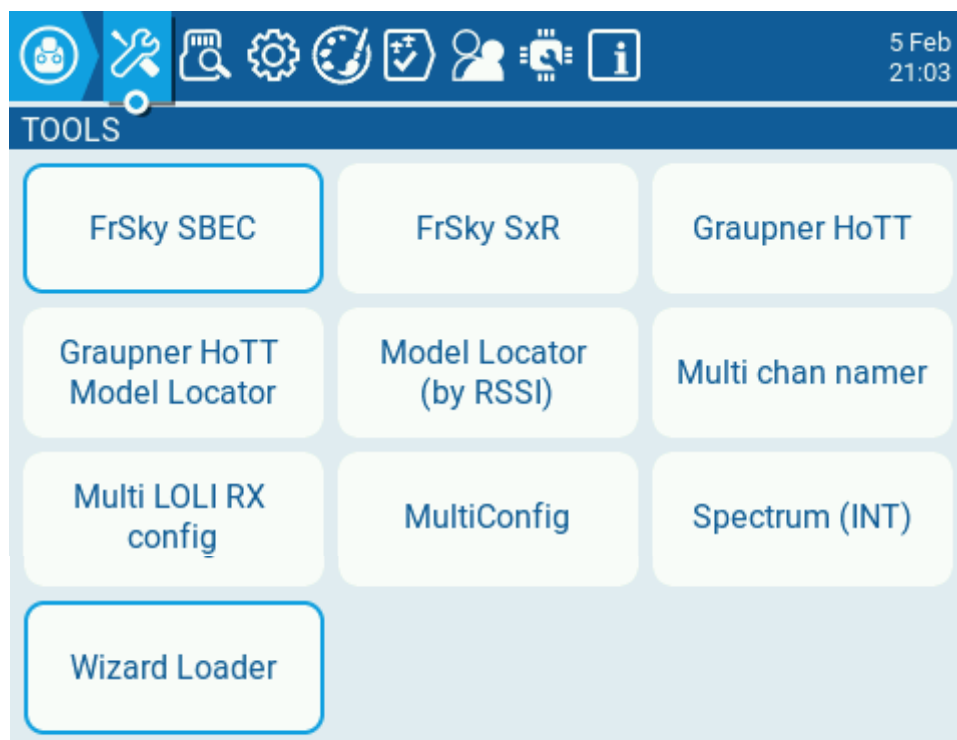 5 Feb
21:03
TOOLS
FrSky SBEC
FrSky SxR
Graupner HoTT
Graupner HoTT
Model Locator
Model Locator
(by RSSI)
Multi chan namer
Multi LOLI RX
config
MultiConfig
Spectrum (INT)
Wizard Loader